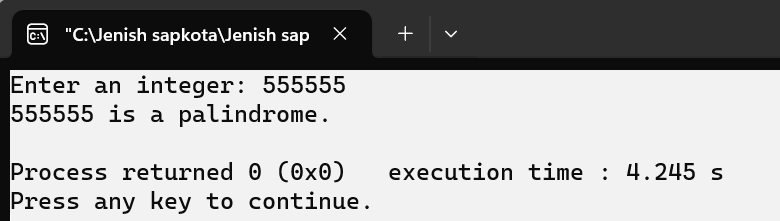 "C:\Jenish sapkota\Jenish sap
Enter an integer: 555555
555555 is a palindrome.
Process returned 0 (0x0)   execution time : 4.245 s
Press any key to continue.